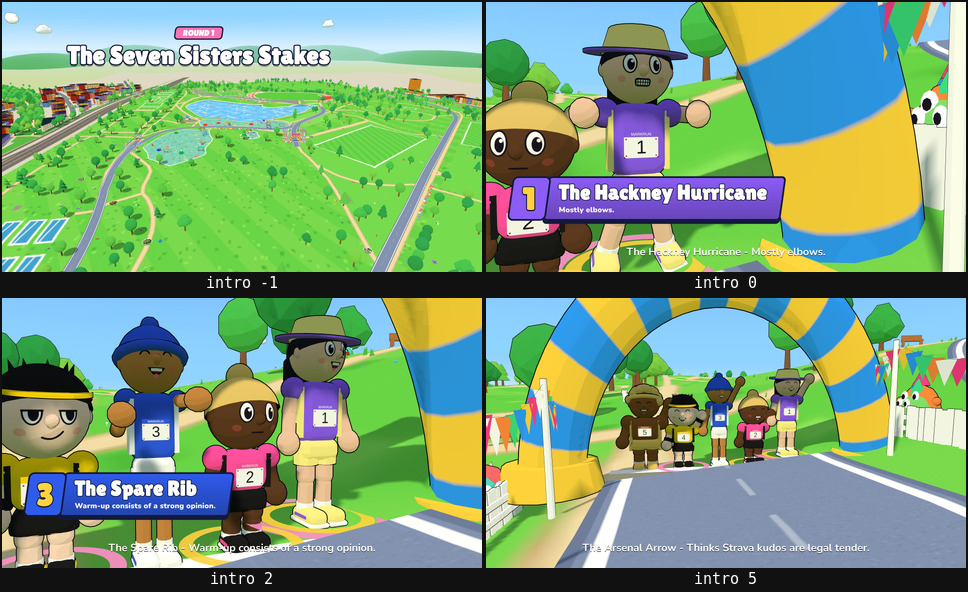 ROUND 1
The Seven Sisters Stakes
intro -1
1
2
1
The Hackney Hurricane
Mostly elbows.
The Hackney Hurricane - Mostly elbows.
intro 0
3
2
1
3
The Spare Rib
Warm-up consists of a strong opinion.
The Spare Rib - Warm-up consists of a strong opinion.
intro 2
5
4
3
2
1
The Arsenal Arrow - Thinks Strava kudos are legal tender.
intro 5